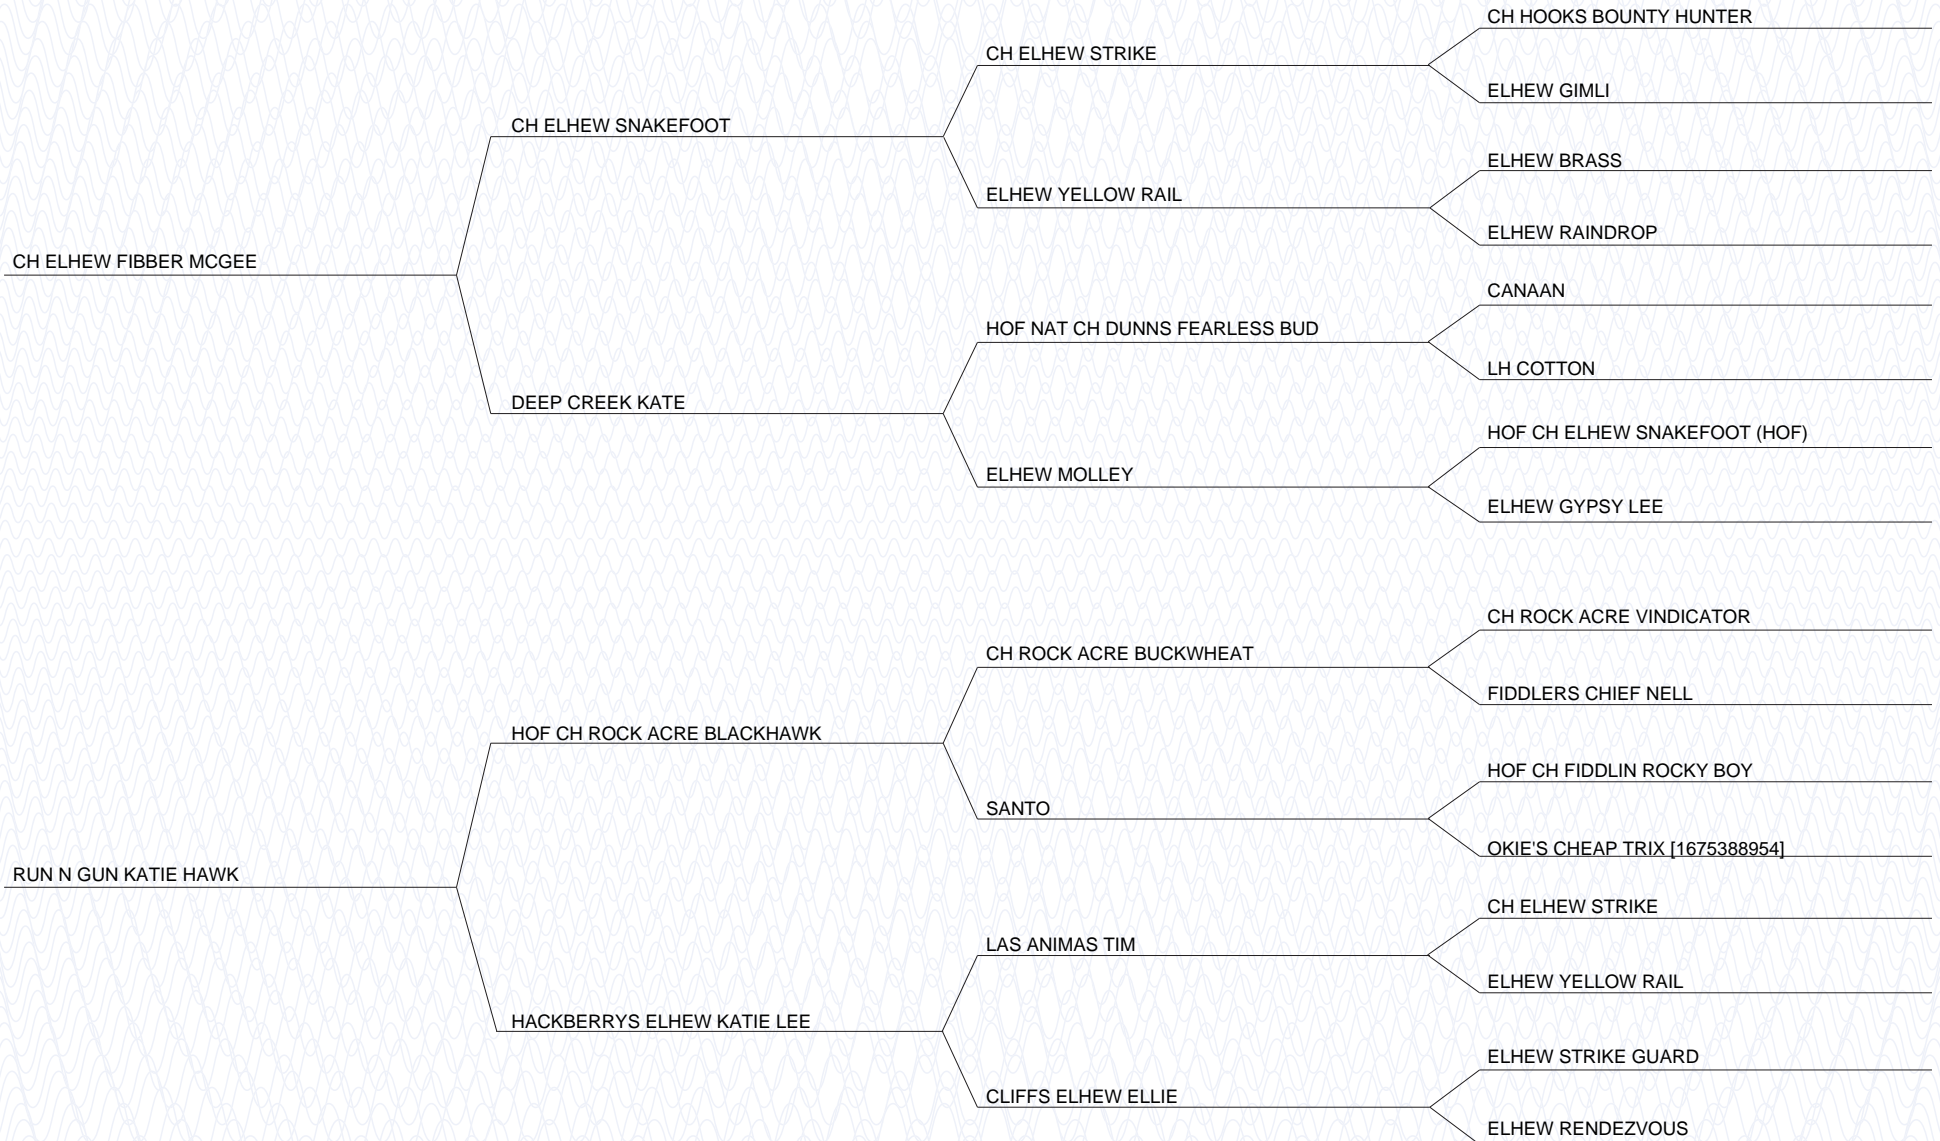 CH HOOKS BOUNTY HUNTER
CH ELHEW STRIKE
ELHEW GIMLI
CH ELHEW SNAKEFOOT
ELHEW BRASS
ELHEW YELLOW RAIL
ELHEW RAINDROP
CH ELHEW FIBBER MCGEE
CANAAN
HOF NAT CH DUNNS FEARLESS BUD
LH COTTON
DEEP CREEK KATE
HOF CH ELHEW SNAKEFOOT (HOF)
ELHEW MOLLEY
ELHEW GYPSY LEE
CH ROCK ACRE VINDICATOR
CH ROCK ACRE BUCKWHEAT
FIDDLERS CHIEF NELL
HOF CH ROCK ACRE BLACKHAWK
HOF CH FIDDLIN ROCKY BOY
SANTO
OKIE'S CHEAP TRIX [1675388954]
RUN N GUN KATIE HAWK
CH ELHEW STRIKE
LAS ANIMAS TIM
ELHEW YELLOW RAIL
HACKBERRYS ELHEW KATIE LEE
ELHEW STRIKE GUARD
CLIFFS ELHEW ELLIE
ELHEW RENDEZVOUS